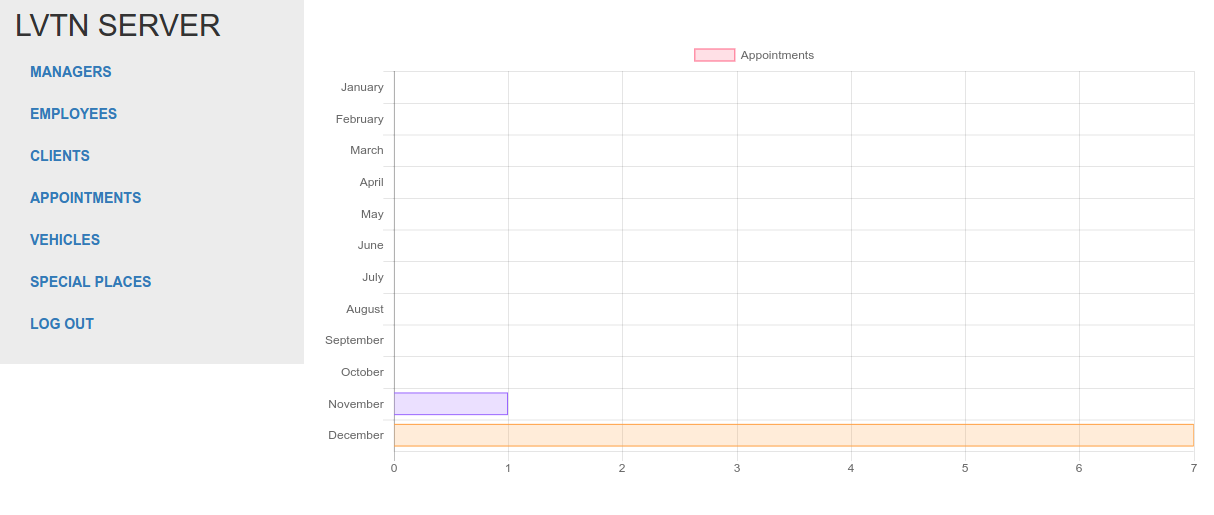 LVTN SERVER
MANAGERS
EMPLOYEES
CLIENTS
APPOINTMENTS
VEHICLES
SPECIAL PLACES
LOG OUT
Appointments
January
February
March
April
May
June
July
August
September
October
November
December
0 1 2 3 4 5 6 7